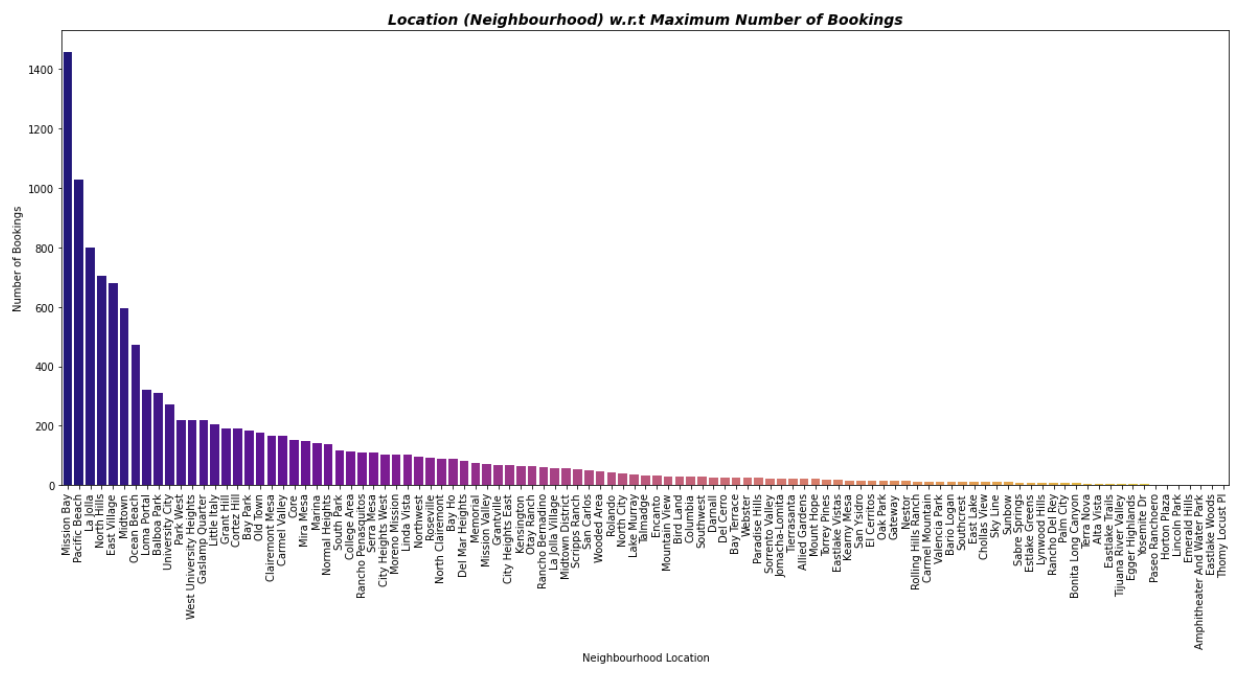 Location (Neighbourhood) w.r.t Maximum Number of Bookings
Number of Bookings
1400
1200
1000
800
600
400
200
0
Mission Bay
Pacific Beach
La Jolla
North Hills
East Village
Midtown
Ocean Beach
Loma Portal
Balboa Park
University City
Park West
West University Heights
Gaslamp Quarter
Little Italy
Grant Hill
Cortez Hill
Bay Park
Old Town
Clairemont Mesa
Carmel Valley
Core
Mira Mesa
Marina
Normal Heights
South Park
College Area
Rancho Penasquitos
Serra Mesa
City Heights West
Moreno Mission
Linda Vista
Northwest
Roseville
North Clairemont
Bay Ho
Del Mar Heights
Memorial
Mission Valley
Grantville
City Heights East
Kensington
Otay Ranch
Rancho Bernadino
La Jolla Village
Midtown District
Scripps Ranch
San Carlos
Wooded Area
Rolando
North City
Lake Murray
Talmadge
Encanto
Mountain View
Bird Land
Columbia
Southwest
Darnall
Del Cerro
Bay Terrace
Webster
Paradise Hills
Sorrento Valley
Jomacha-Lomita
Tierrasanta
Allied Gardens
Mount Hope
Torrey Pines
Eastlake Vistas
Kearny Mesa
San Ysidro
El Cerritos
Oak Park
Gateway
Nestor
Rolling Hills Ranch
Carmel Mountain
Valencia Park
Bario Logan
Southcrest
East Lake
Chollas View
Sky Line
Sunbow
Sabre Springs
Estlake Greens
Lynwood Hills
Rancho Del Rey
Palm City
Bonita Long Canyon
Terra Nova
Alta Vista
Eastlake Trails
Tijuana River Valley
Egger Highlands
Yosemite Dr
Paseo Ranchoero
Horton Plaza
Lincoln Park
Emerald Hills
Amphitheater And Water Park
Eastlake Woods
Thomy Locust Pl
Neighbourhood Location